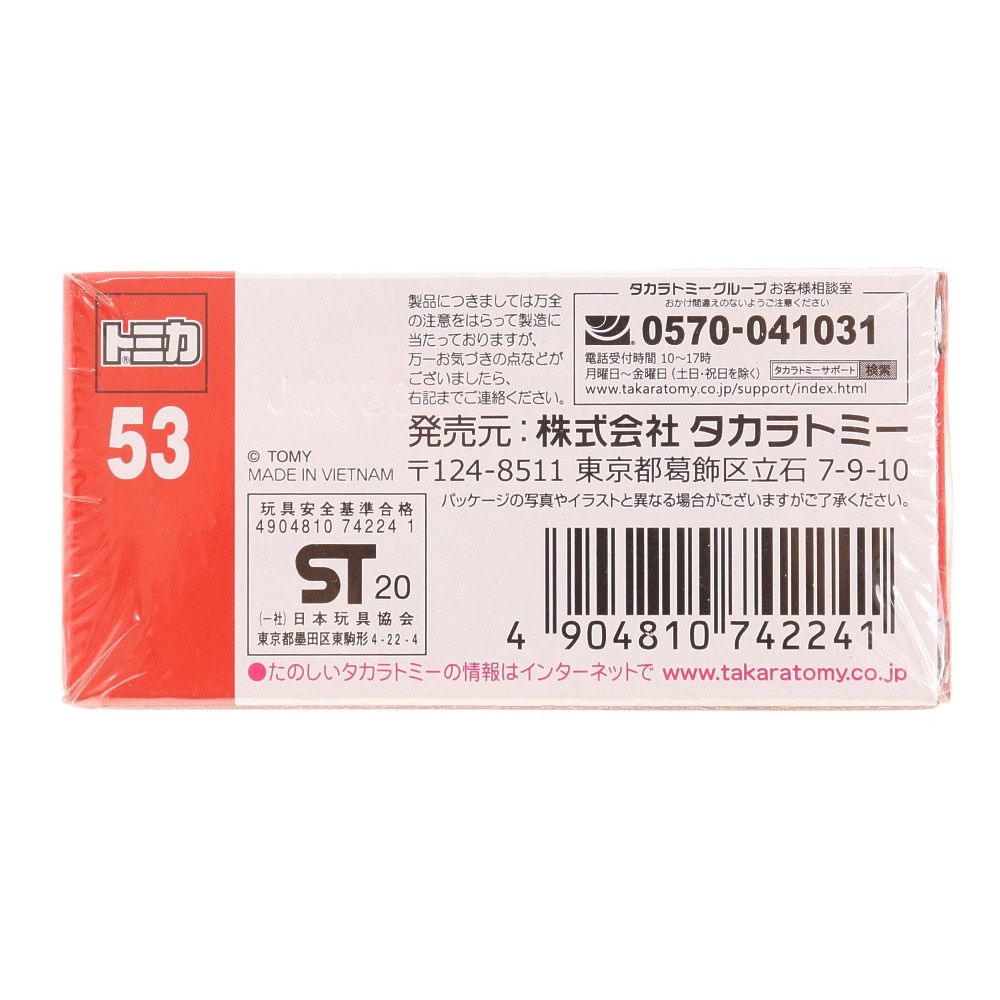 トミカ®
53
製品につきましては万全
の注意をはらって製造に
当たっておりますが、
万一お気づきの点などが
ございましたら、
右記までご連絡ください。
タカラトミーグループ お客様相談室
おかけ間違えのないようご注意ください
0570-041031
電話受付時間 10〜17時
月曜日〜金曜日（土日・祝日を除く）
タカラトミーサポート 検索
www.takaratomy.co.jp/support/index.html
発売元：株式会社 タカラトミー
〒124-8511 東京都葛飾区立石 7-9-10
パッケージの写真やイラストと異なる場合がございますがご了承ください。
© TOMY
MADE IN VIETNAM
玩具安全基準合格
4904810 74224 1
ST 20
(一社) 日本玩具協会
東京都墨田区東駒形 4-22-4
4 904810 742241
●たのしいタカラトミーの情報はインターネットで www.takaratomy.co.jp